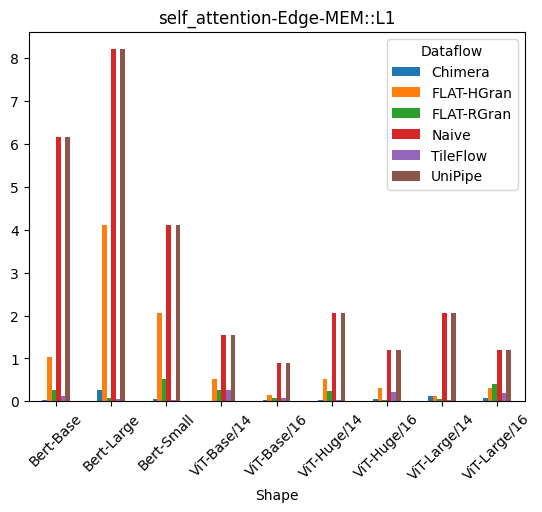 self_attention-Edge-MEM::L1
Dataflow
Chimera
FLAT-HGran
FLAT-RGran
Naive
TileFlow
UniPipe
8
7
6
5
4
3
2
1
0
Bert-Base
Bert-Large
Bert-Small
ViT-Base/14
ViT-Base/16
ViT-Huge/14
ViT-Huge/16
ViT-Large/14
ViT-Large/16
Shape